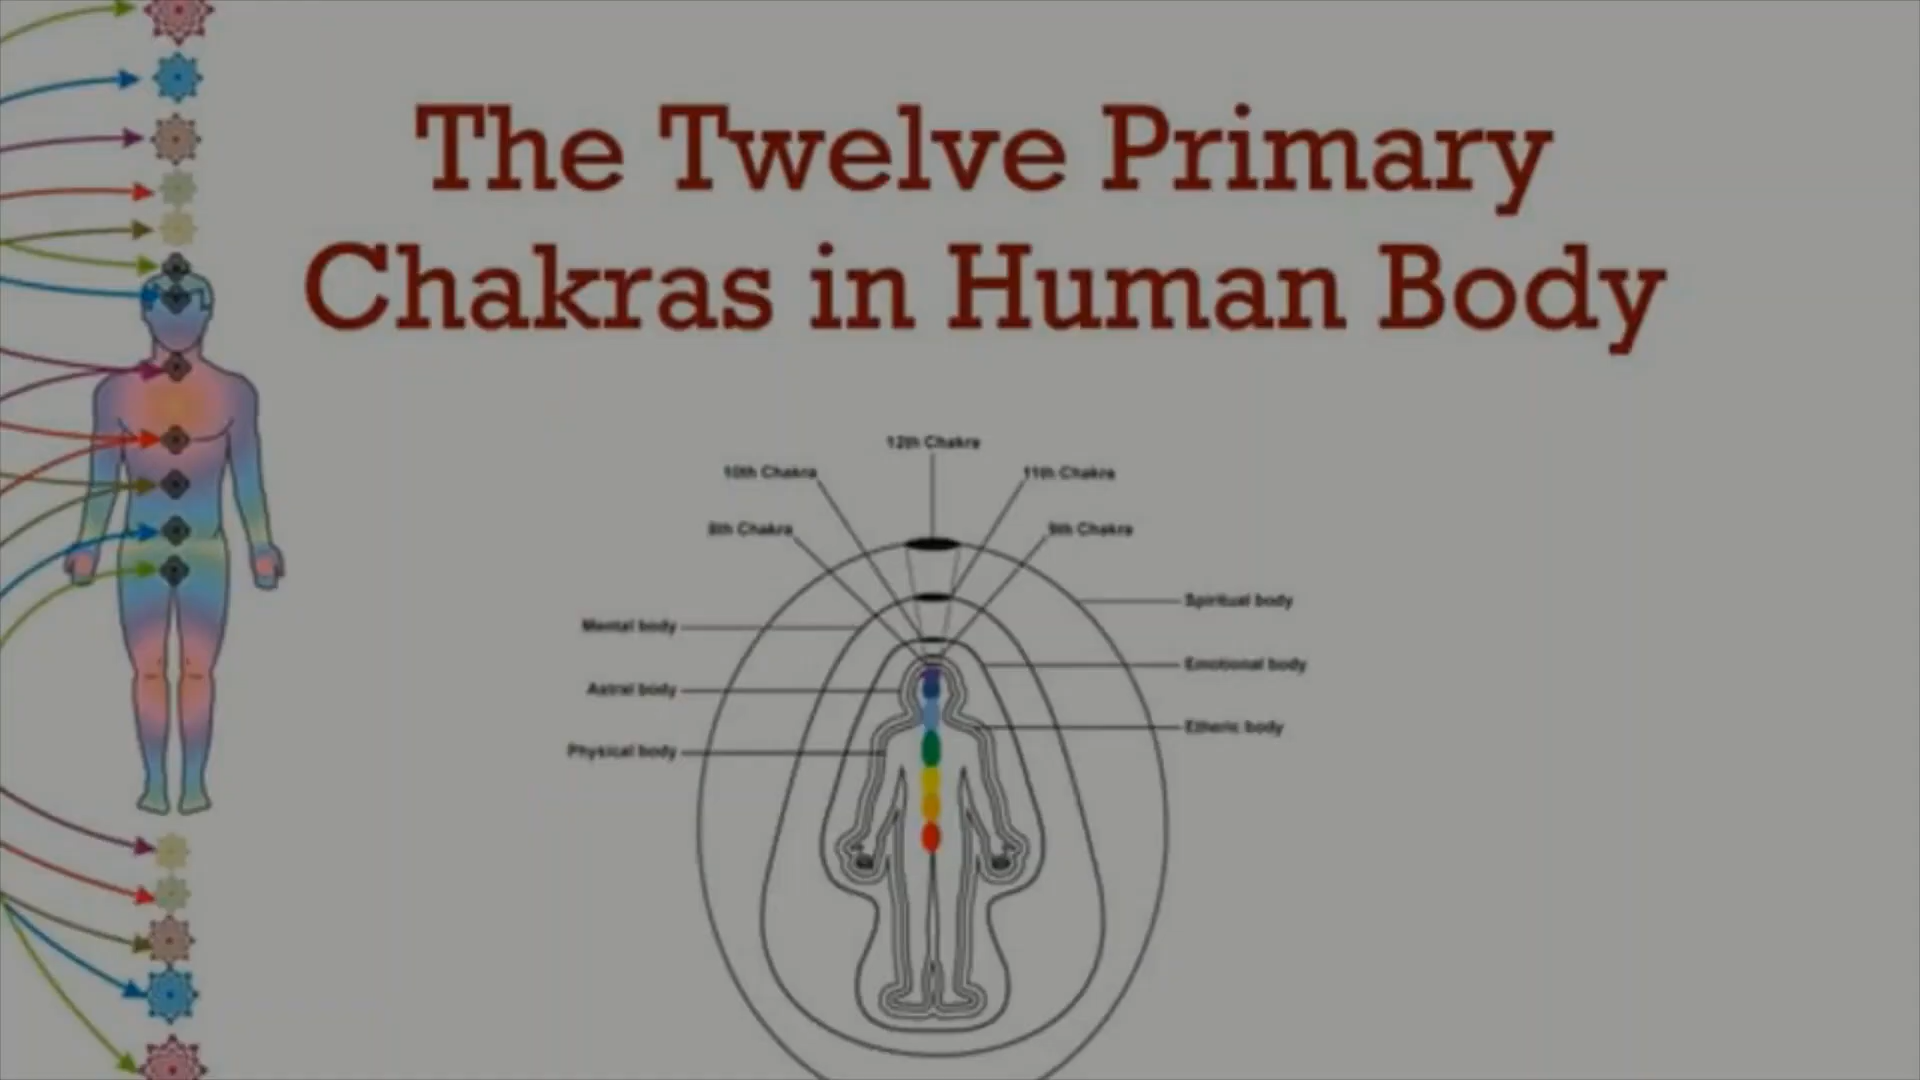 The Twelve Primary
Chakras in Human Body
12th Chakra
10th Chakra
11th Chakra
8th Chakra
9th Chakra
Spiritual body
Mental body
Emotional body
Astral body
Etheric body
Physical body